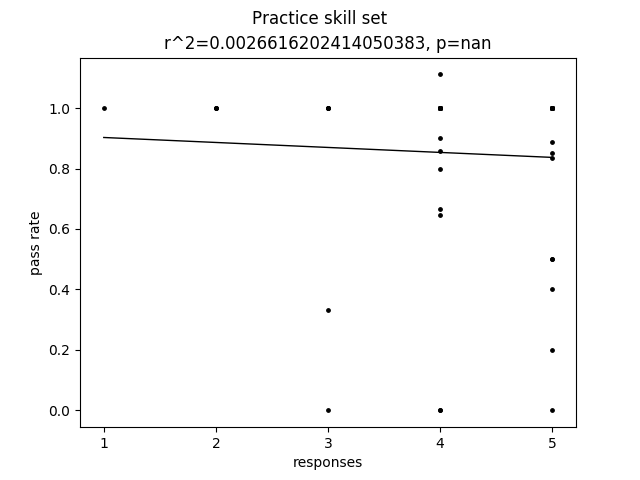 Practice skill set
r^2=0.0026616202414050383, p=nan
pass rate
1.0
0.8
0.6
0.4
0.2
0.0
1 2 3 4 5
responses